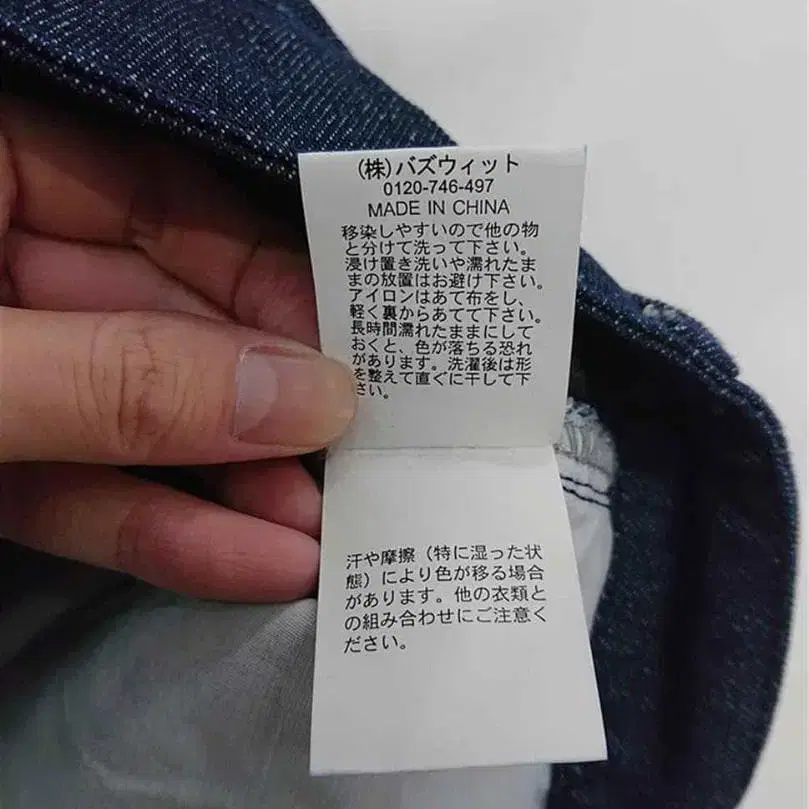 (株)バズウィット
0120-746-497
MADE IN CHINA
移染しやすいので他の物
と分けて洗って下さい。
浸け置き洗いや濡れたま
まの放置はお避け下さい。
アイロンはあて布をし、
軽く裏からあてて下さい。
長時間濡れたままにして
おくと、色が落ちる恐れ
があります。洗濯後は形
を整えて直ぐに干して下
さい。
汗や摩擦（特に湿った状
態）により色が移る場合
があります。他の衣類と
の組み合わせにご注意く
ださい。